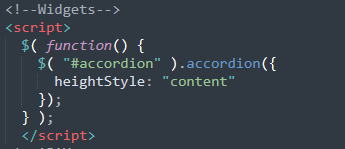 <!--Widgets-->
<script>
$( function() {
$( "#accordion" ).accordion({
heightStyle: "content"
});
} );
</script>